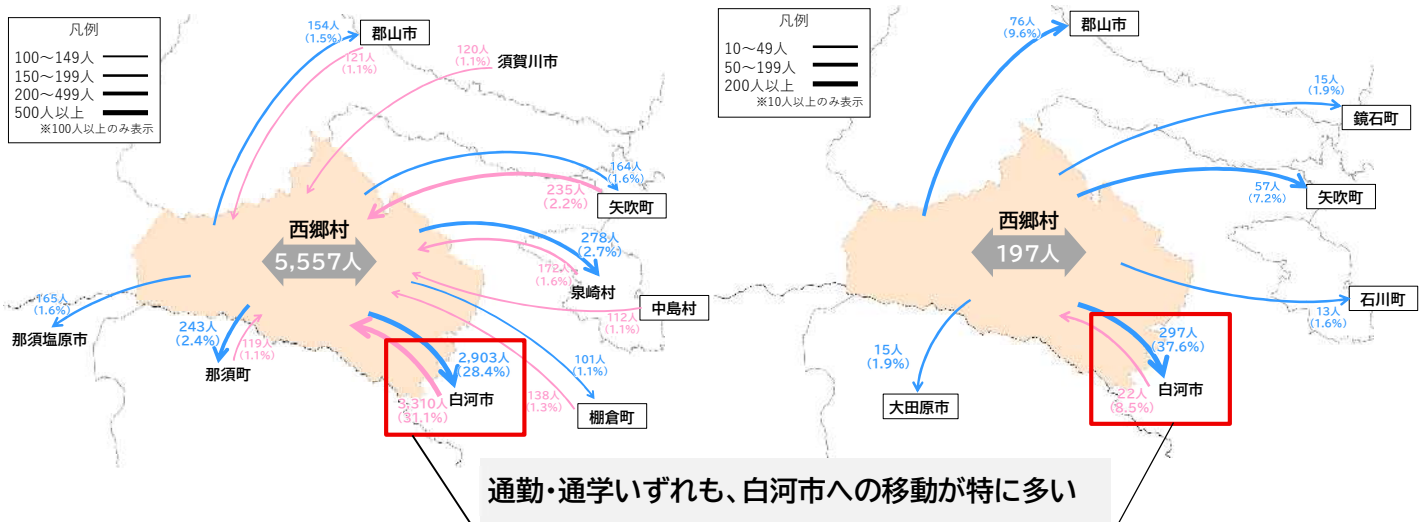 凡例
100～149人
150～199人
200～499人
500人以上
※100人以上のみ表示
154人
(1.5%)
郡山市
121人
(1.1%)
120人
(1.1%)
須賀川市
164人
(1.6%)
235人
(2.2%)
矢吹町
西郷村
5,557人
278人
(2.7%)
172人
(1.6%)
泉崎村
中島村
112人
(1.1%)
165人
(1.6%)
那須塩原市
243人
(2.4%)
119人
(1.1%)
那須町
2,903人
(28.4%)
白河市
3,310人
(31.1%)
101人
(1.1%)
138人
(1.3%)
棚倉町
凡例
10～49人
50～199人
200人以上
※10人以上のみ表示
76人
(9.6%)
郡山市
15人
(1.9%)
鏡石町
57人
(7.2%)
矢吹町
西郷村
197人
石川町
13人
(1.6%)
15人
(1.9%)
大田原市
297人
(37.6%)
白河市
22人
(8.5%)
通勤・通学いずれも、白河市への移動が特に多い